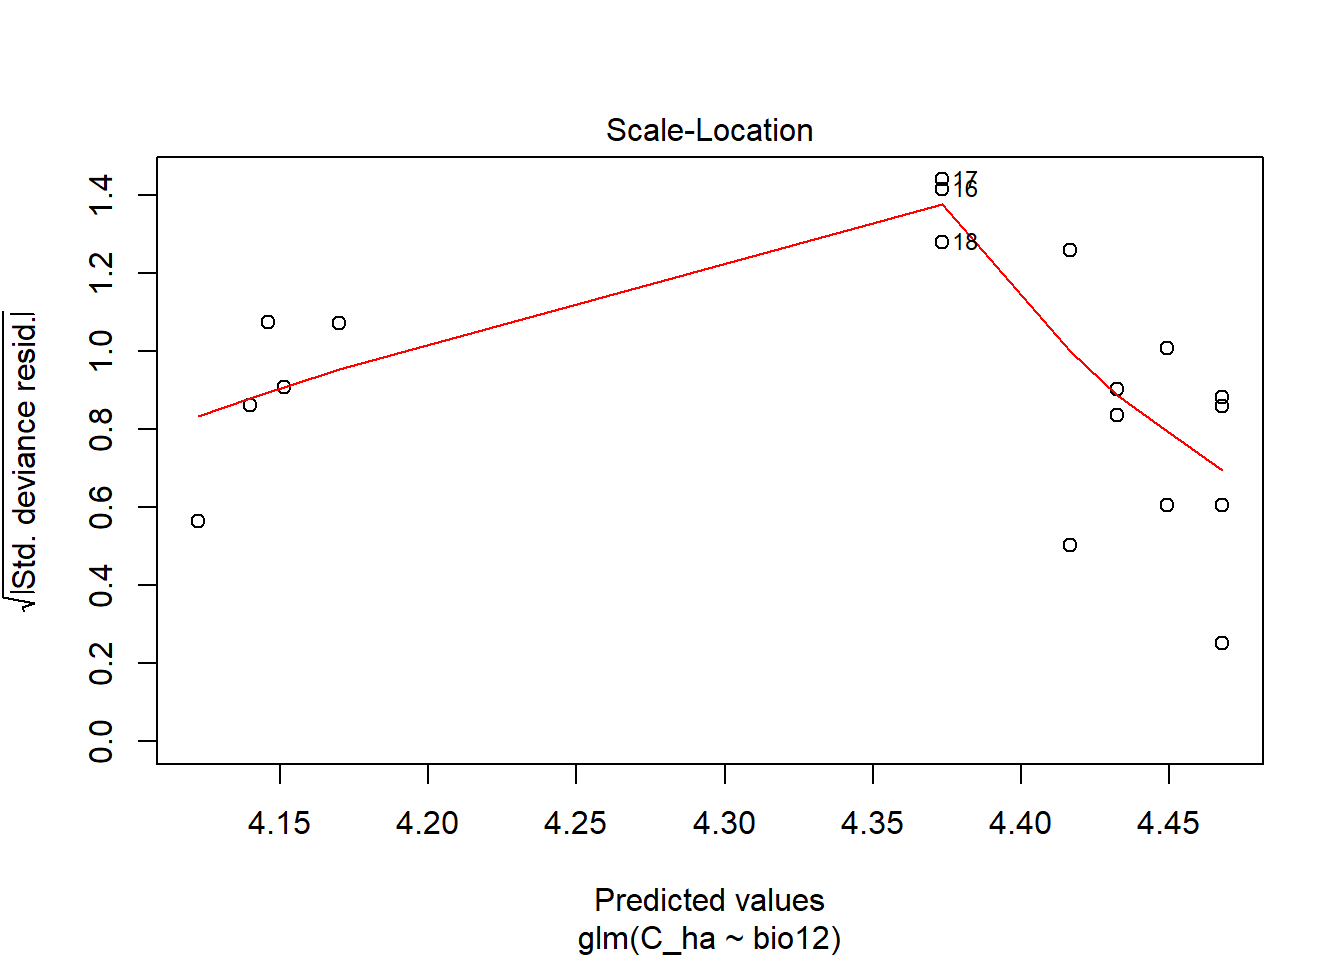 Scale-Location
√|Std. deviance resid.|
1.4
1.2
1.0
0.8
0.6
0.4
0.2
0.0
17
16
18
4.15 4.20 4.25 4.30 4.35 4.40 4.45
Predicted values
glm(C_ha ~ bio12)